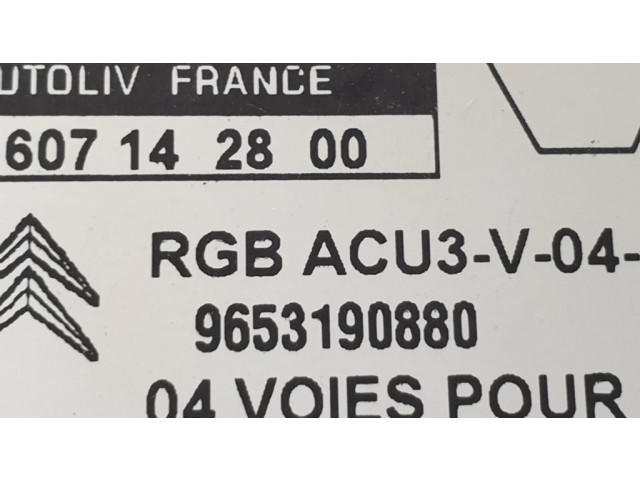 UTOLIV FRANCE
607 14 28 00
RGB ACU3-V-04-
9653190880
04 VOIES POUR